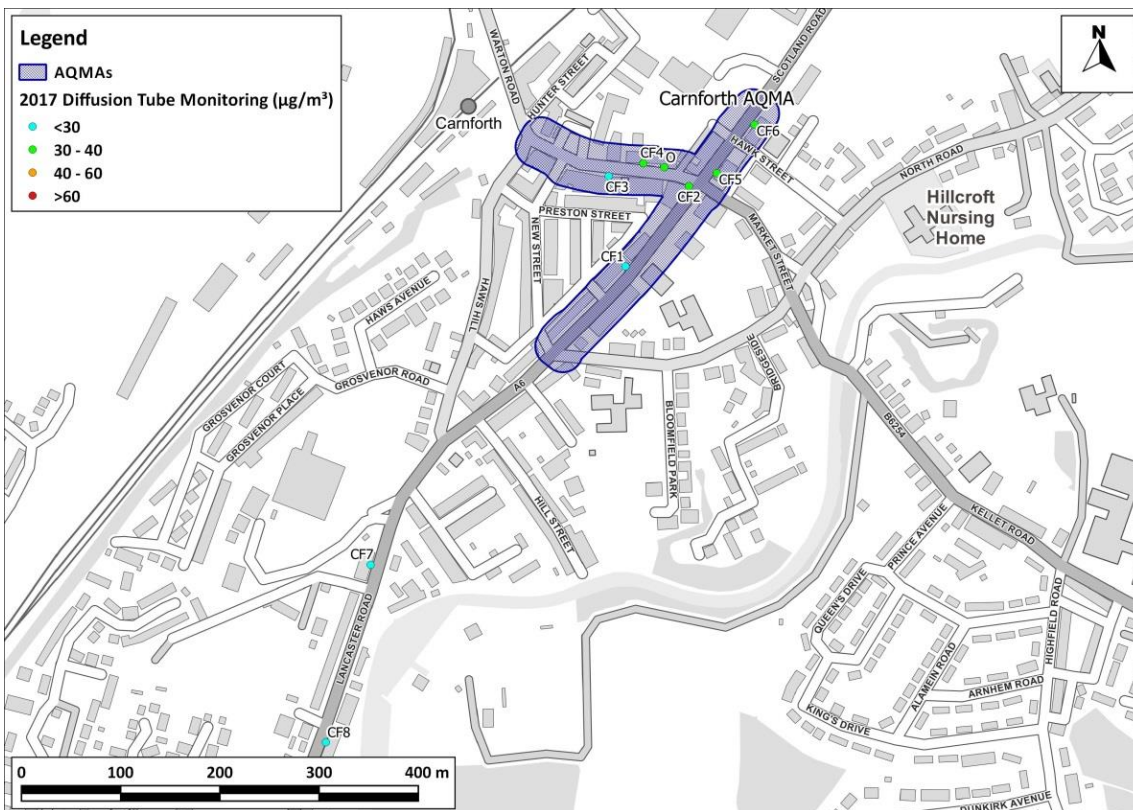 Legend
AQMAs
2017 Diffusion Tube Monitoring (µg/m³)
<30
30 - 40
40 - 60
>60
N
SCOTLAND ROAD
WARTON ROAD
HUNTER STREET
Carnforth
Carnforth AQMA
CF6
HAWK STREET
NORTH ROAD
CF4
O
CF5
CF3
CF2
Hillcroft
Nursing
Home
PRESTON STREET
NEW STREET
MARKET STREET
CF1
HAWS HILL
HAWS AVENUE
GROSVENOR COURT
GROSVENOR ROAD
GROSVENOR PLACE
A6
BRIDGESIDE
BLOOMFIELD PARK
B6254
HILL STREET
KELLET ROAD
PRINCE AVENUE
CF7
QUEEN'S DRIVE
HIGHFIELD ROAD
LANCASTER ROAD
ALAMEIN ROAD
ARNHEM ROAD
KING'S DRIVE
CF8
0 100 200 300 400 m
DUNKIRK AVENUE